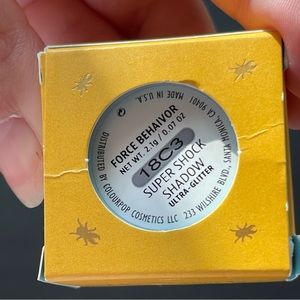 FORCE BEHAIVOR
NET WT. 2.1g / 0.07 OZ
18C3
SUPER SHOCK
SHADOW
ULTRA-GLITTER
DISTRIBUTED BY COLOURPOP COSMETICS LLC 233 WILSHIRE BLVD., SANTA MONICA, CA 90401 MADE IN U.S.A.